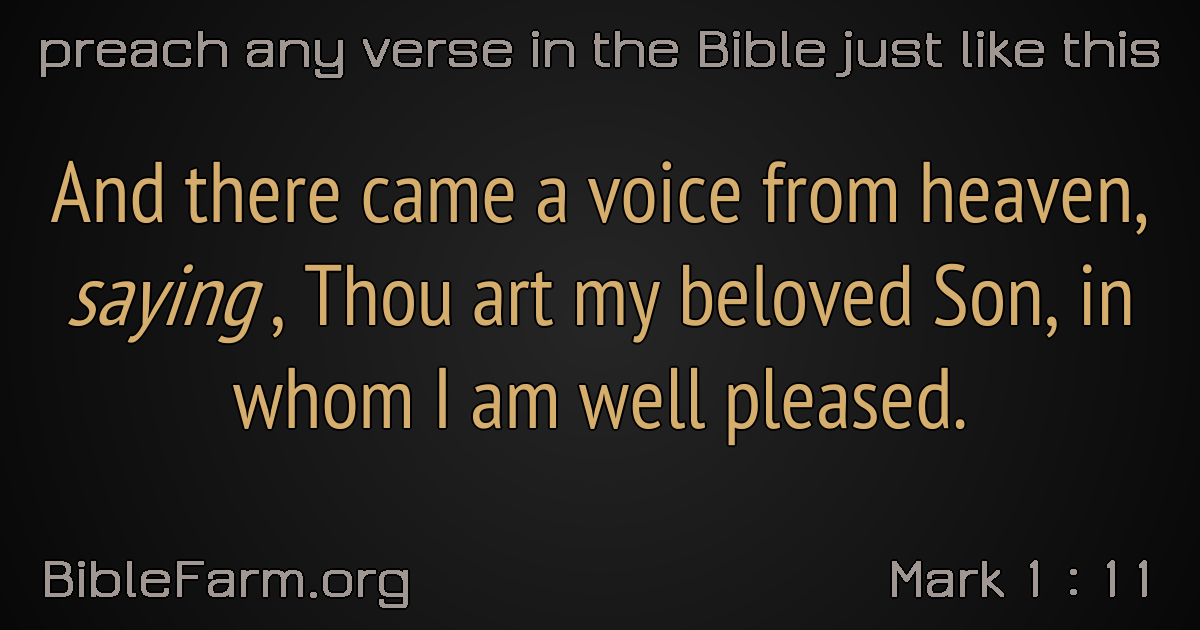 preach any verse in the Bible just like this
And there came a voice from heaven,
saying , Thou art my beloved Son, in
whom I am well pleased.
BibleFarm.org
Mark 1 : 11